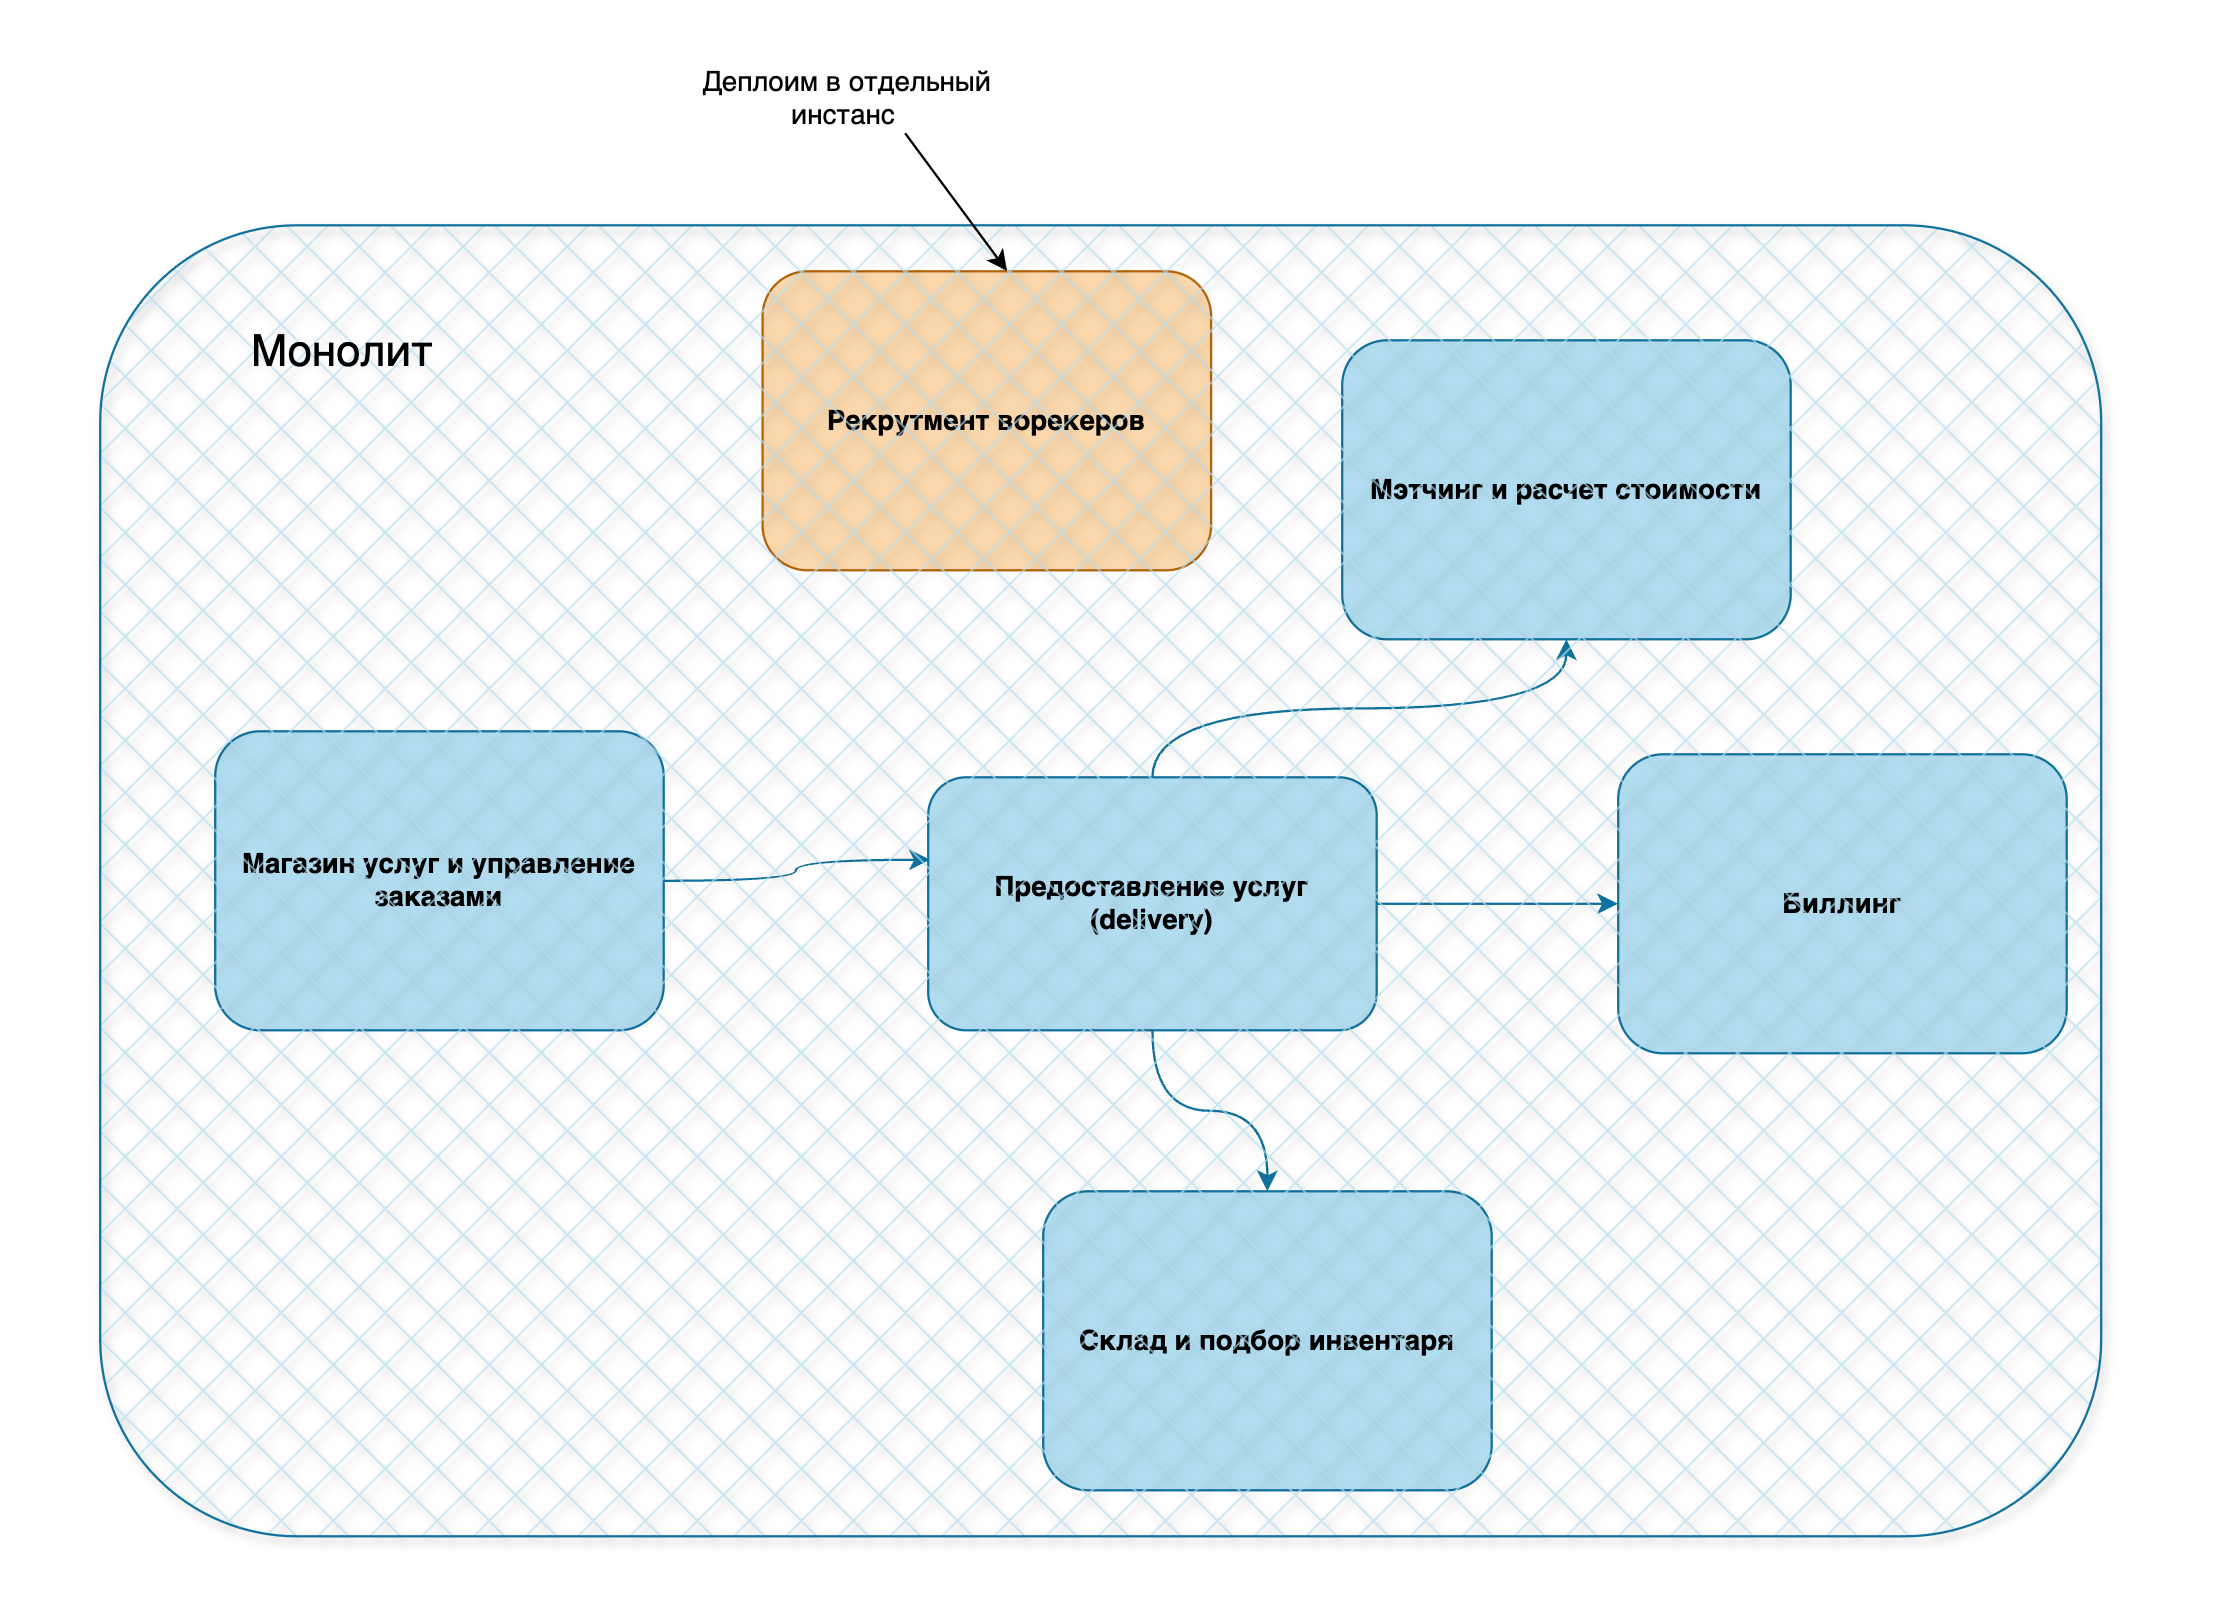 Деплоим в отдельный
инстанс
Монолит
Рекрутмент ворекеров
Мэтчинг и расчет стоимости
Магазин услуг и управление
заказами
Предоставление услуг
(delivery)
Биллинг
Склад и подбор инвентаря